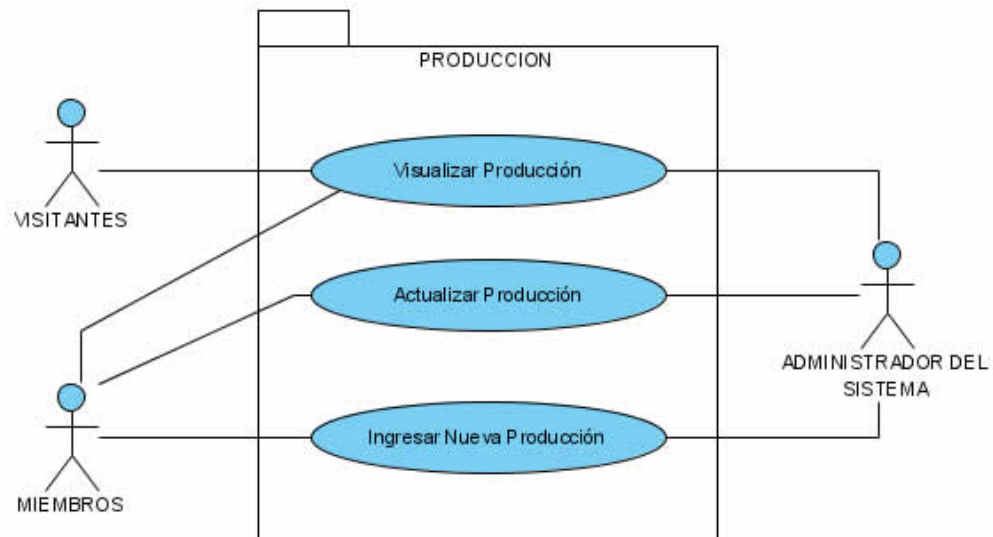 PRODUCCION
Visualizar Producción
VISITANTES
Actualizar Producción
ADMINISTRADOR DEL
SISTEMA
Ingresar Nueva Producción
MIEMBROS